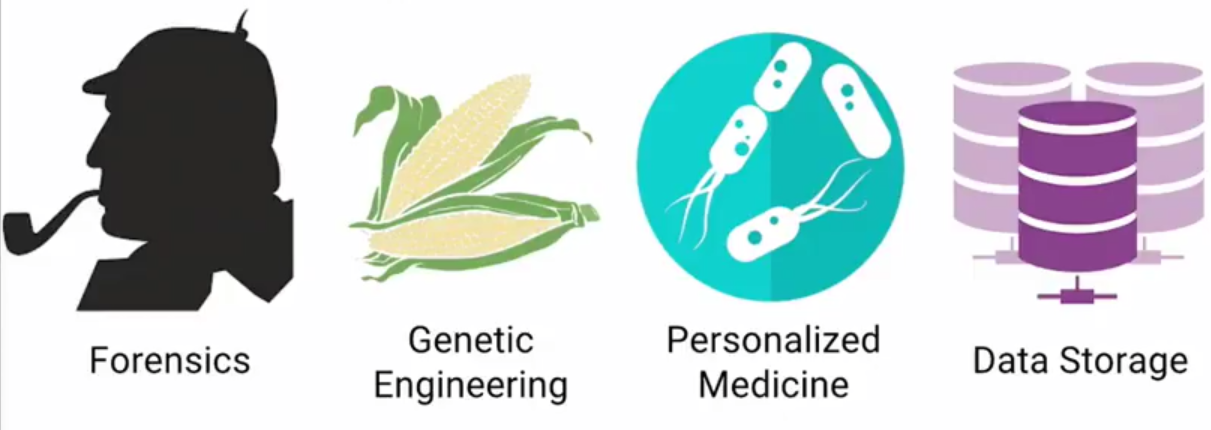 Forensics
Genetic
Engineering
Personalized
Medicine
Data Storage